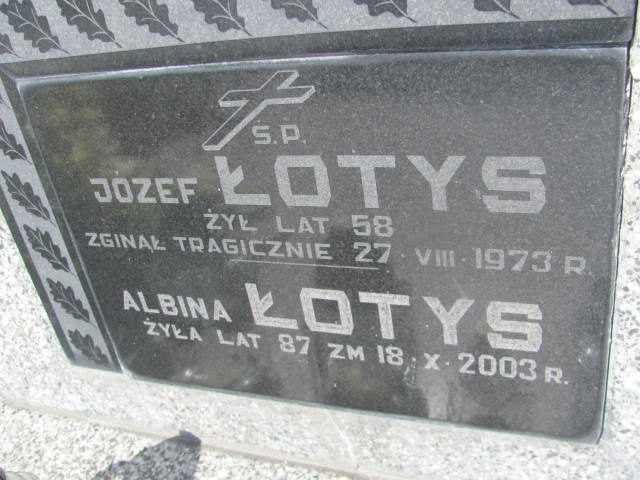 Ś.P.
JÓZEF ŁOTYS
ŻYŁ LAT 58
ZGINĄŁ TRAGICZNIE 27 · VIII · 1973 R.
ALBINA ŁOTYS
ŻYŁA LAT 87 ZM 18 · X · 2003 R.